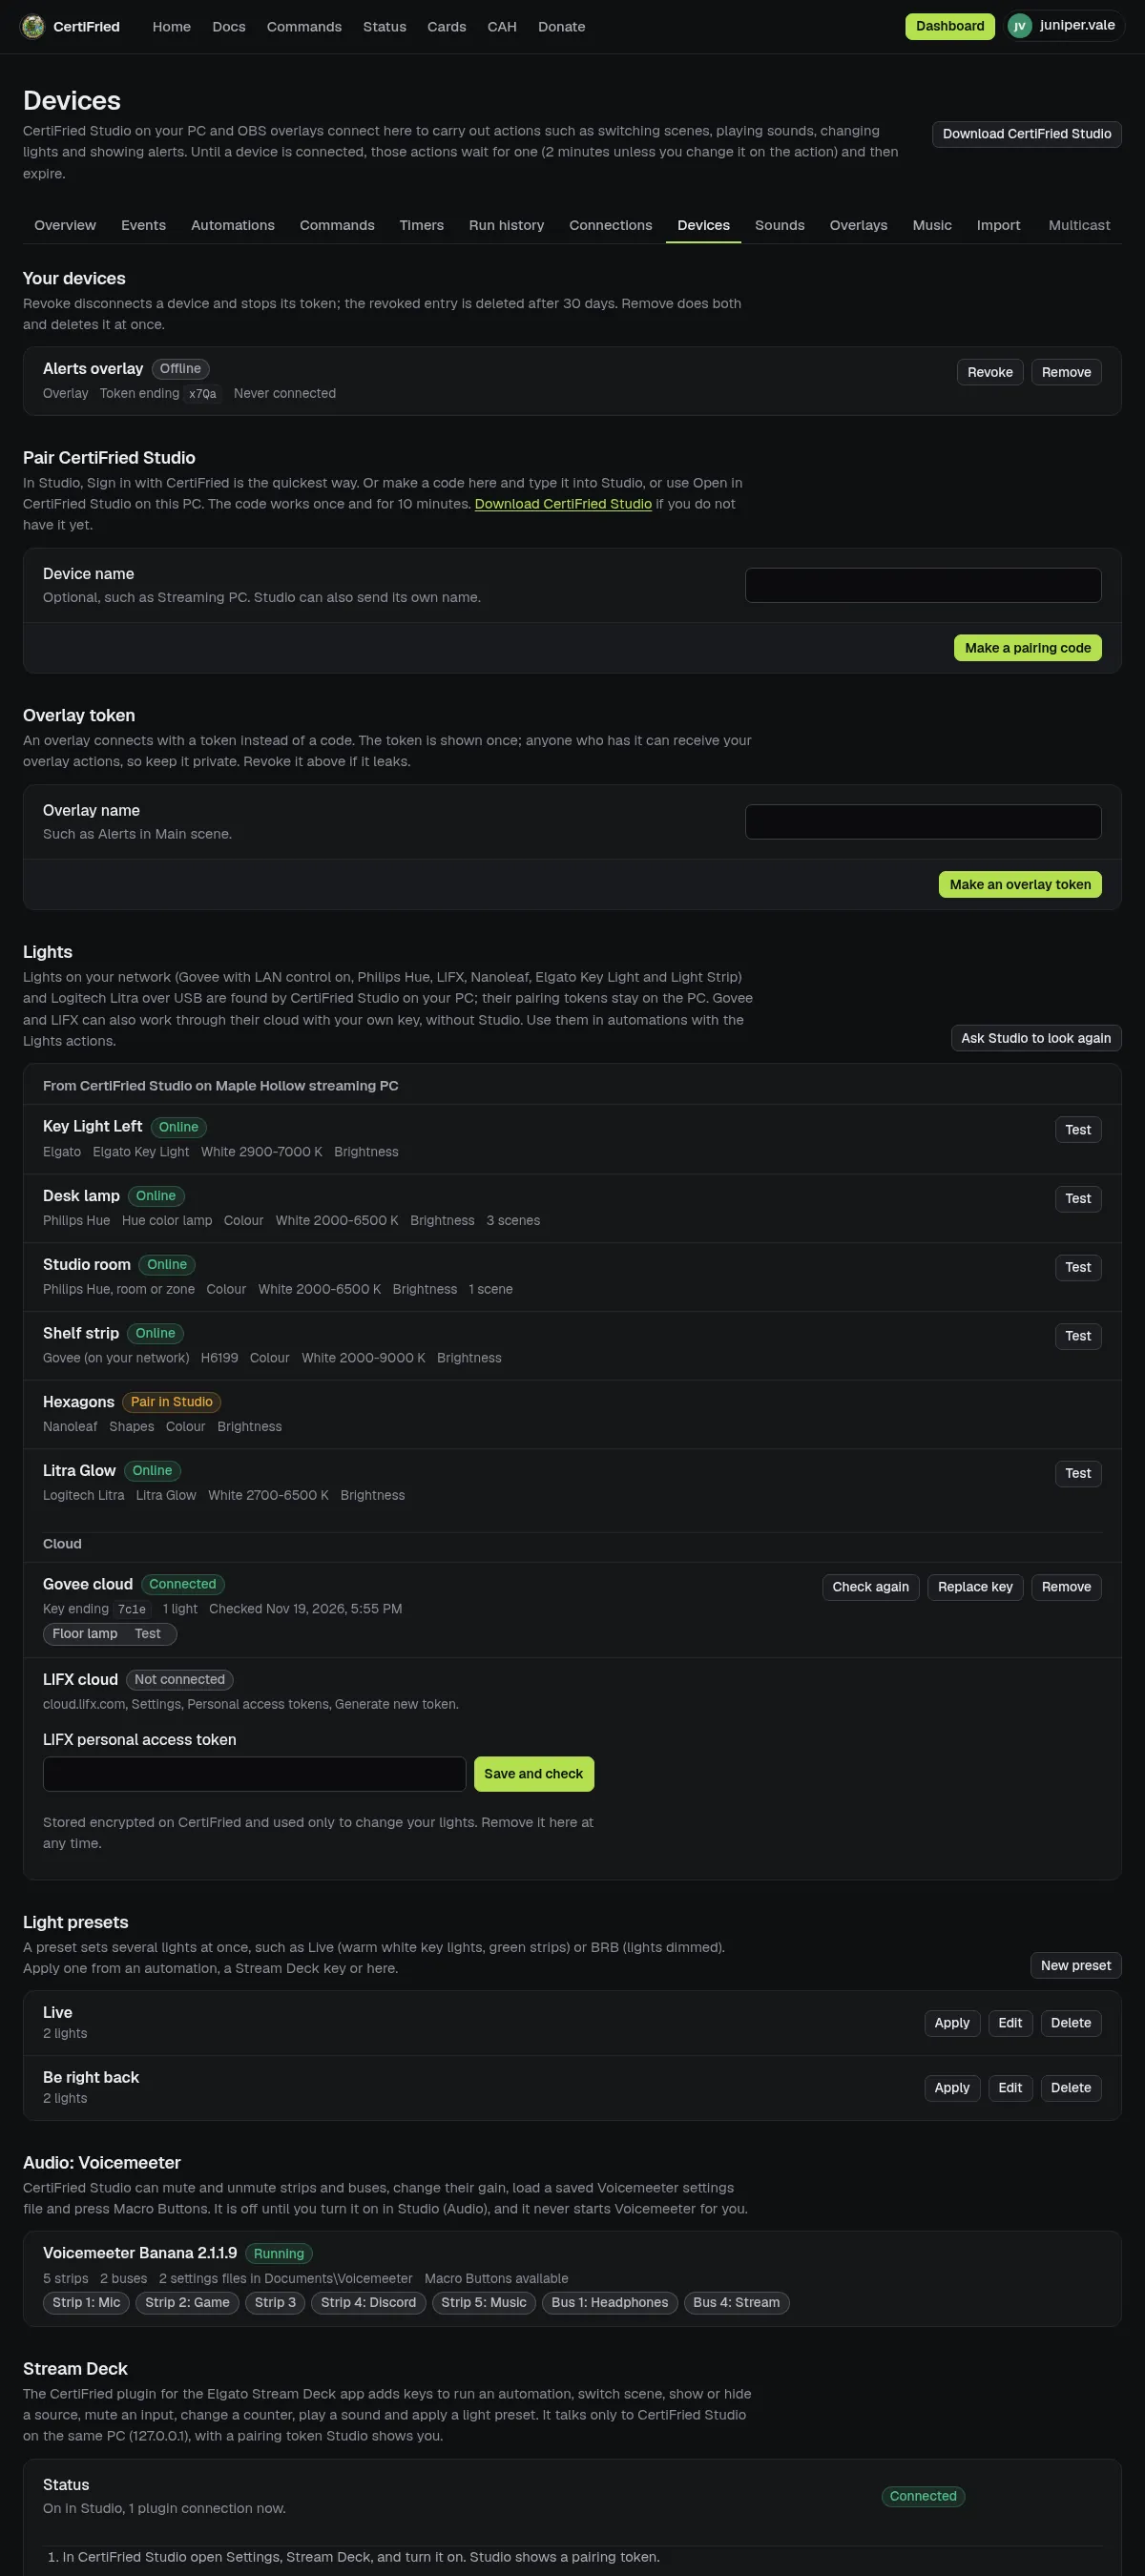 CertiFried Home Docs Commands Status Cards CAH Donate Dashboard JV juniper.vale
Devices
CertiFried Studio on your PC and OBS overlays connect here to carry out actions such as switching scenes, playing sounds, changing
lights and showing alerts. Until a device is connected, those actions wait for one (2 minutes unless you change it on the action) and then
expire.
Download CertiFried Studio
Overview Events Automations Commands Timers Run history Connections Devices Sounds Overlays Music Import Multicast
Your devices
Revoke disconnects a device and stops its token; the revoked entry is deleted after 30 days. Remove does both
and deletes it at once.
Alerts overlay Offline Revoke Remove
Overlay Token ending x7Qa Never connected
Pair CertiFried Studio
In Studio, Sign in with CertiFried is the quickest way. Or make a code here and type it into Studio, or use Open in
CertiFried Studio on this PC. The code works once and for 10 minutes. Download CertiFried Studio if you do not
have it yet.
Device name
Optional, such as Streaming PC. Studio can also send its own name.
Make a pairing code
Overlay token
An overlay connects with a token instead of a code. The token is shown once; anyone who has it can receive your
overlay actions, so keep it private. Revoke it above if it leaks.
Overlay name
Such as Alerts in Main scene.
Make an overlay token
Lights
Lights on your network (Govee with LAN control on, Philips Hue, LIFX, Nanoleaf, Elgato Key Light and Light Strip)
and Logitech Litra over USB are found by CertiFried Studio on your PC; their pairing tokens stay on the PC. Govee
and LIFX can also work through their cloud with your own key, without Studio. Use them in automations with the
Lights actions.
Ask Studio to look again
From CertiFried Studio on Maple Hollow streaming PC
Key Light Left Online Test
Elgato Elgato Key Light White 2900-7000 K Brightness
Desk lamp Online Test
Philips Hue Hue color lamp Colour White 2000-6500 K Brightness 3 scenes
Studio room Online Test
Philips Hue, room or zone Colour White 2000-6500 K Brightness 1 scene
Shelf strip Online Test
Govee (on your network) H6199 Colour White 2000-9000 K Brightness
Hexagons Pair in Studio
Nanoleaf Shapes Colour Brightness
Litra Glow Online Test
Logitech Litra Litra Glow White 2700-6500 K Brightness
Cloud
Govee cloud Connected Check again Replace key Remove
Key ending 7c1e 1 light Checked Nov 19, 2026, 5:55 PM
Floor lamp Test
LIFX cloud Not connected
cloud.lifx.com, Settings, Personal access tokens, Generate new token.
LIFX personal access token
Save and check
Stored encrypted on CertiFried and used only to change your lights. Remove it here at
any time.
Light presets
A preset sets several lights at once, such as Live (warm white key lights, green strips) or BRB (lights dimmed).
Apply one from an automation, a Stream Deck key or here.
New preset
Live
2 lights
Apply Edit Delete
Be right back
2 lights
Apply Edit Delete
Audio: Voicemeeter
CertiFried Studio can mute and unmute strips and buses, change their gain, load a saved Voicemeeter settings
file and press Macro Buttons. It is off until you turn it on in Studio (Audio), and it never starts Voicemeeter for you.
Voicemeeter Banana 2.1.1.9 Running
5 strips 2 buses 2 settings files in Documents\Voicemeeter Macro Buttons available
Strip 1: Mic Strip 2: Game Strip 3 Strip 4: Discord Strip 5: Music Bus 1: Headphones Bus 4: Stream
Stream Deck
The CertiFried plugin for the Elgato Stream Deck app adds keys to run an automation, switch scene, show or hide
a source, mute an input, change a counter, play a sound and apply a light preset. It talks only to CertiFried Studio
on the same PC (127.0.0.1), with a pairing token Studio shows you.
Status
On in Studio, 1 plugin connection now.
Connected
1. In CertiFried Studio open Settings, Stream Deck, and turn it on. Studio shows a pairing token.